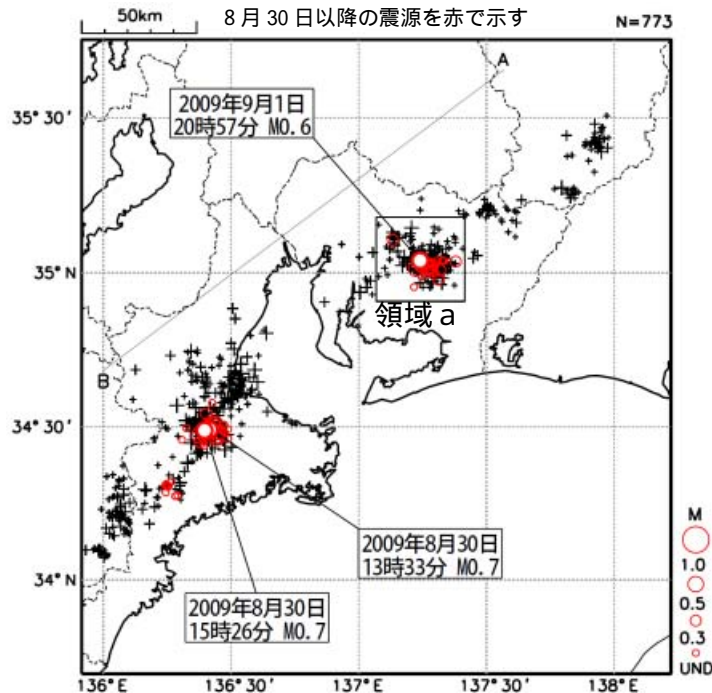 50km
8月30日以降の震源を赤で示す
N=773
A
2009年9月1日
20時57分 M0.6
35°30'
35°N
領域a
B
34°30'
2009年8月30日
13時33分 M0.7
2009年8月30日
15時26分 M0.7
34°N
M
1.0
0.5
0.3
UND
136°E
136.5°
137°E
137.5°
138°E